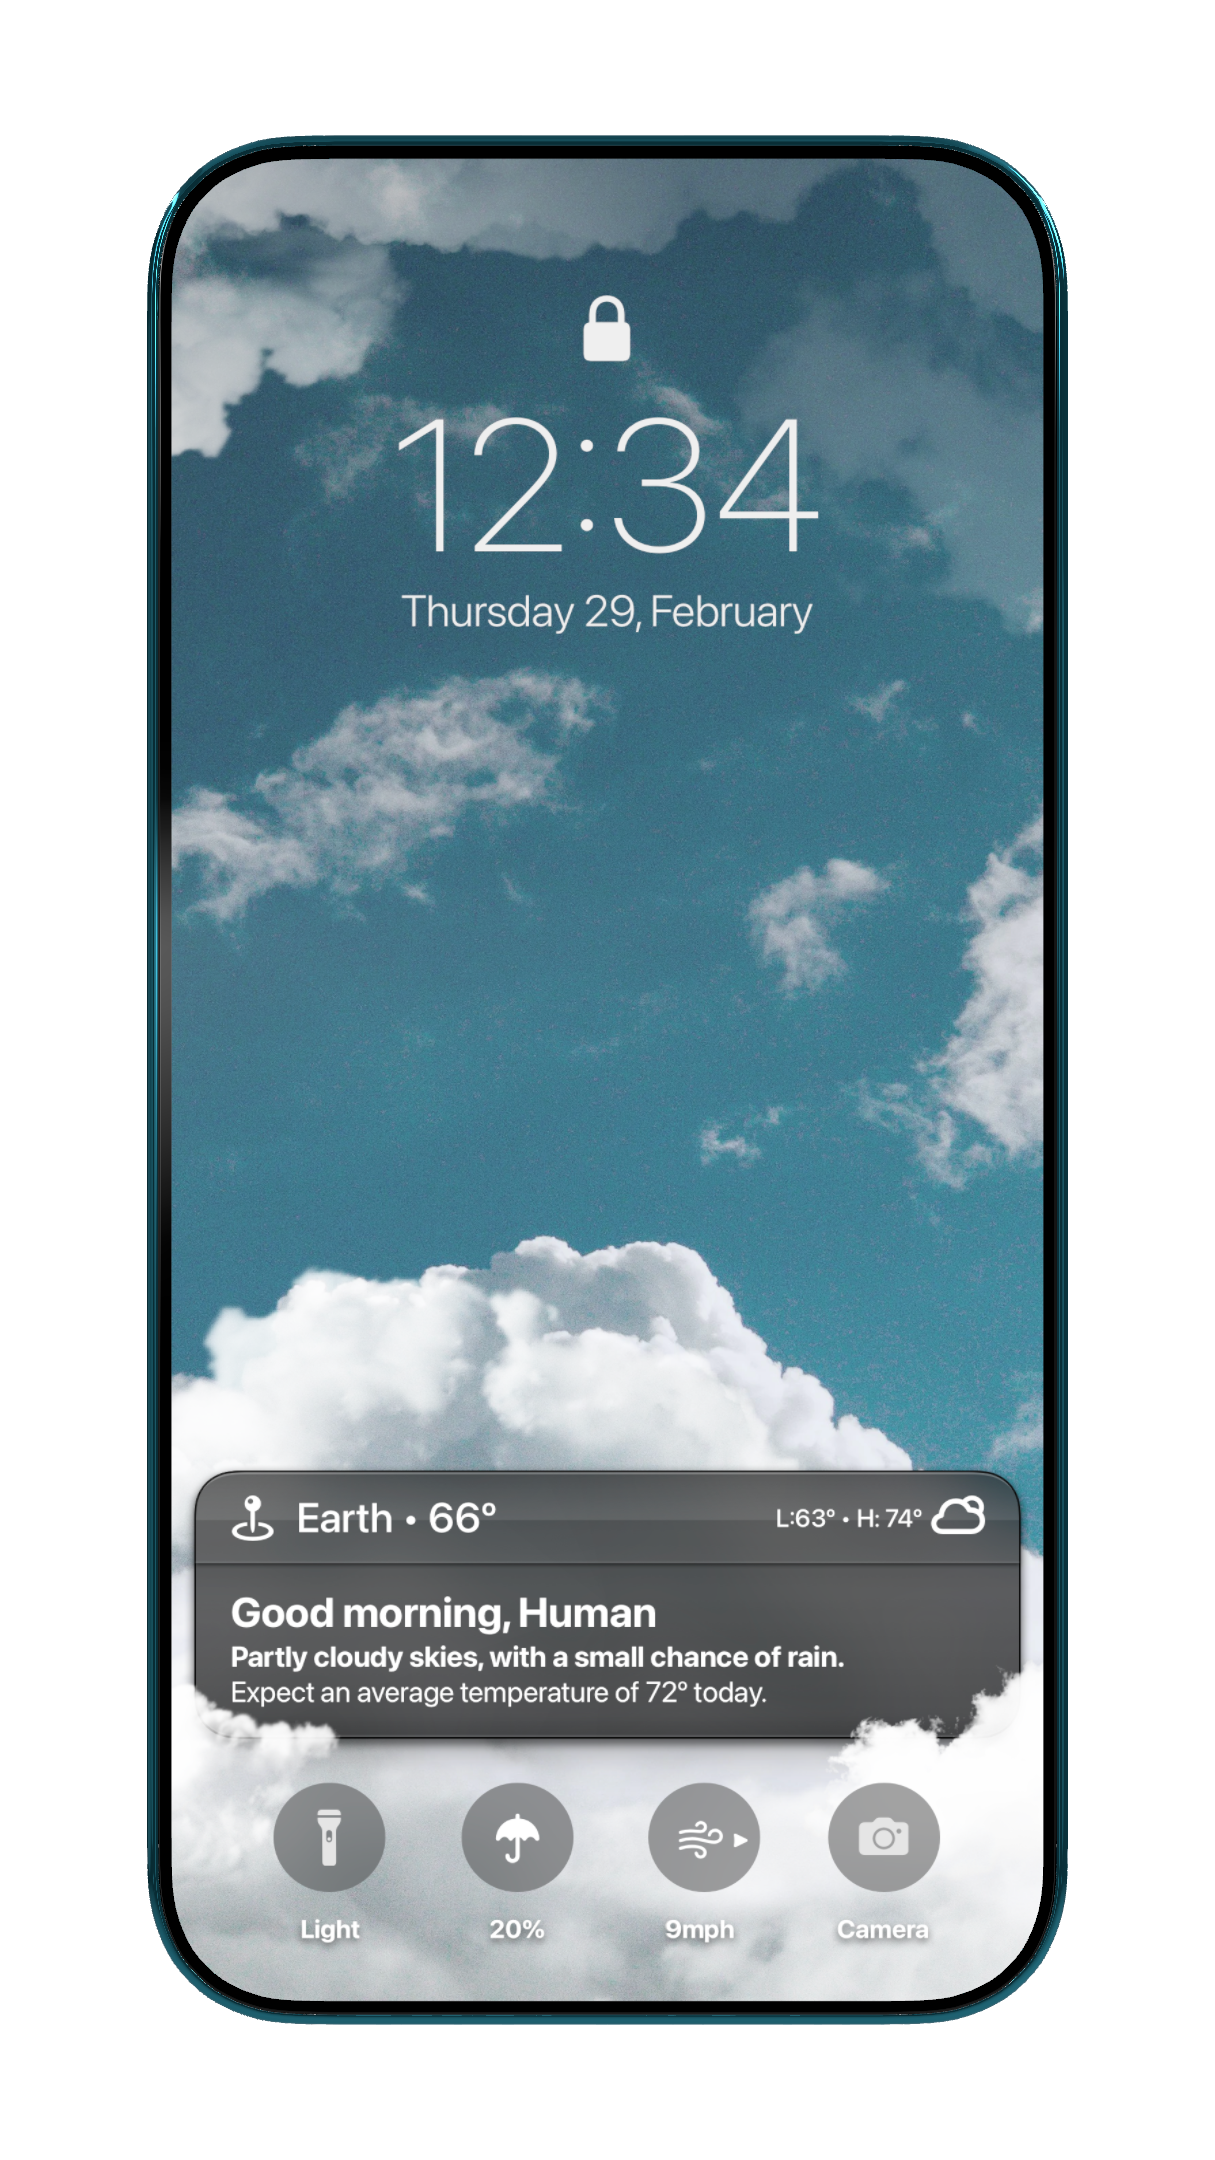 12:34
Thursday 29, February
Earth • 66°
L:63° • H: 74°
Good morning, Human
Partly cloudy skies, with a small chance of rain.
Expect an average temperature of 72° today.
Light
20%
9mph
Camera